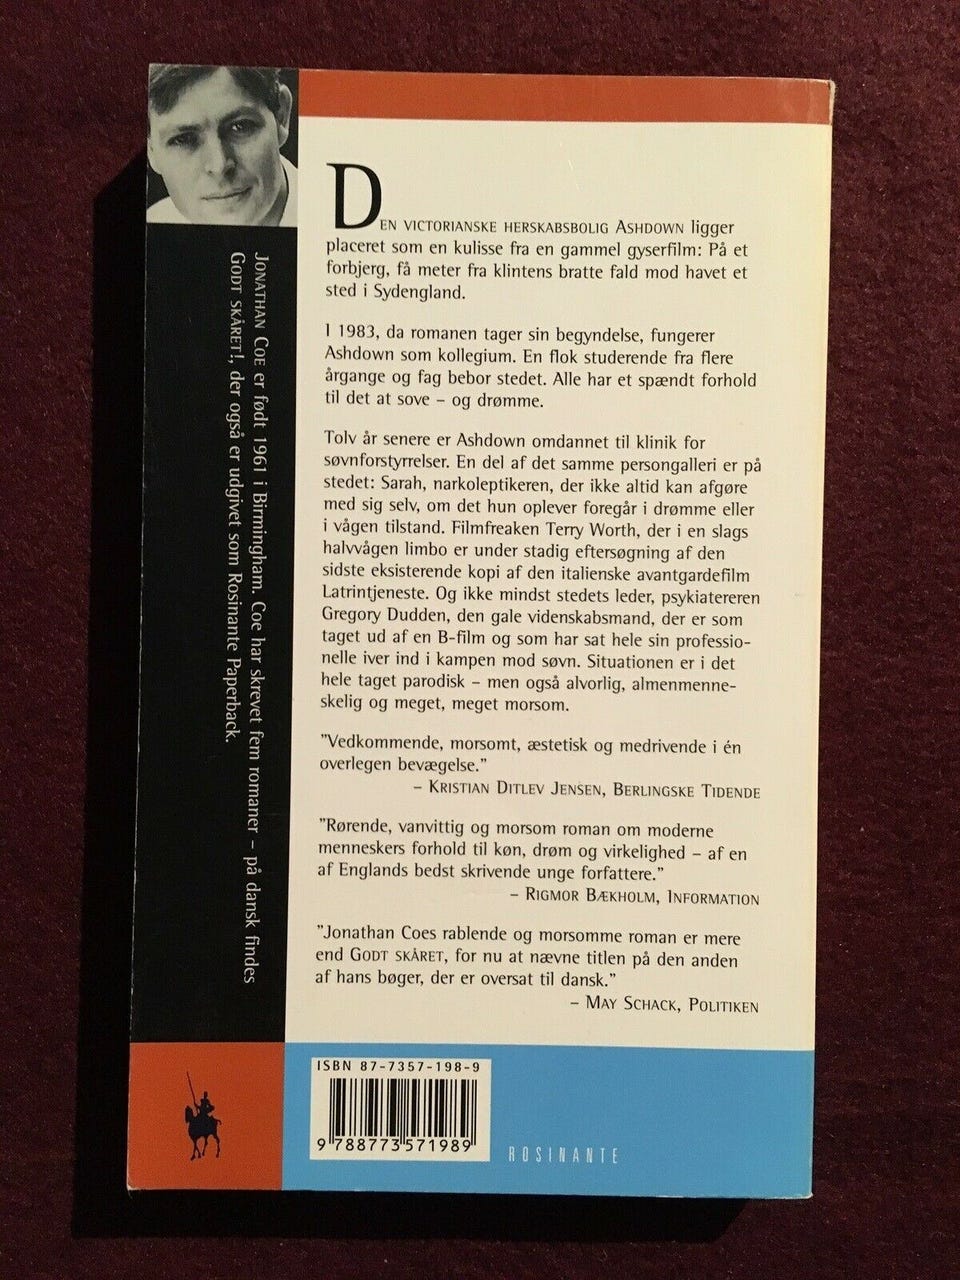 DEN VICTORIANSKE HERSKABSBOLIG ASHDOWN ligger
placeret som en kulisse fra en gammel gyserfilm: På et
forbjerg, få meter fra klintens bratte fald mod havet et
sted i Sydengland.
I 1983, da romanen tager sin begyndelse, fungerer
Ashdown som kollegium. En flok studerende fra flere
årgange og fag bebor stedet. Alle har et spændt forhold
til det at sove – og drømme.
Tolv år senere er Ashdown omdannet til klinik for
søvnforstyrrelser. En del af det samme persongalleri er på
stedet: Sarah, narkoleptikeren, der ikke altid kan afgøre
med sig selv, om det hun oplever foregår i drømme eller
i vågen tilstand. Filmfreaken Terry Worth, der i en slags
halvvågen limbo er under stadig eftersøgning af den
sidste eksisterende kopi af den italienske avantgardefilm
Latrintjeneste. Og ikke mindst stedets leder, psykiatereren
Gregory Dudden, den gale videnskabsmand, der er som
taget ud af en B-film og som har sat hele sin professio-
nelle iver ind i kampen mod søvn. Situationen er i det
hele taget parodisk – men også alvorlig, almenmenne-
skelig og meget, meget morsom.
"Vedkommende, morsomt, æstetisk og medrivende i én
overlegen bevægelse."
– KRISTIAN DITLEV JENSEN, BERLINGSKE TIDENDE
"Rørende, vanvittig og morsom roman om moderne
menneskers forhold til køn, drøm og virkelighed – af en
af Englands bedst skrivende unge forfattere."
– RIGMOR BÆKHOLM, INFORMATION
"Jonathan Coes rablende og morsomme roman er mere
end GODT SKÅRET, for nu at nævne titlen på den anden
af hans bøger, der er oversat til dansk."
– MAY SCHACK, POLITIKEN
JONATHAN COE er født 1961 i Birmingham. Coe har skrevet fem romaner – på dansk findes
GODT SKÅRET!, der også er udgivet som Rosinante Paperback.
ISBN 87-7357-198-9
9 788773 571989
ROSINANTE